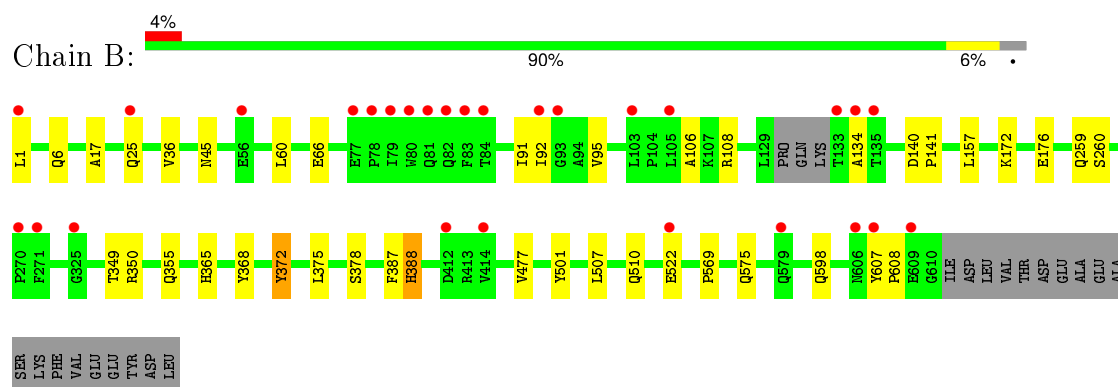 4%
Chain B:
90% 6% •
L1 Q6 A17 Q25 V36 N45 E56 L60 E66 E77 P78 I79 W80 Q81 Q82 F83 T84 I91 I92 G93 A94 V95 L103 P104 L105 A106 K107 R108 L129 PRO GLN LYS T133 A134 T135 D140 P141 L157 K172 E176 Q259 S260
P270 F271 G325 T349 R350 Q355 H365 Y368 Y372 L375 S378 F387 H388 D412 R413 V414 V477 Y501 L507 Q510 E522 P569 Q575 Q579 Q598 N606 Y607 P608 E609 G610 ILE ASP LEU VAL THR ASP GLU ALA GLU ALA
SER LYS PHE VAL GLU GLU TYR ASP LEU